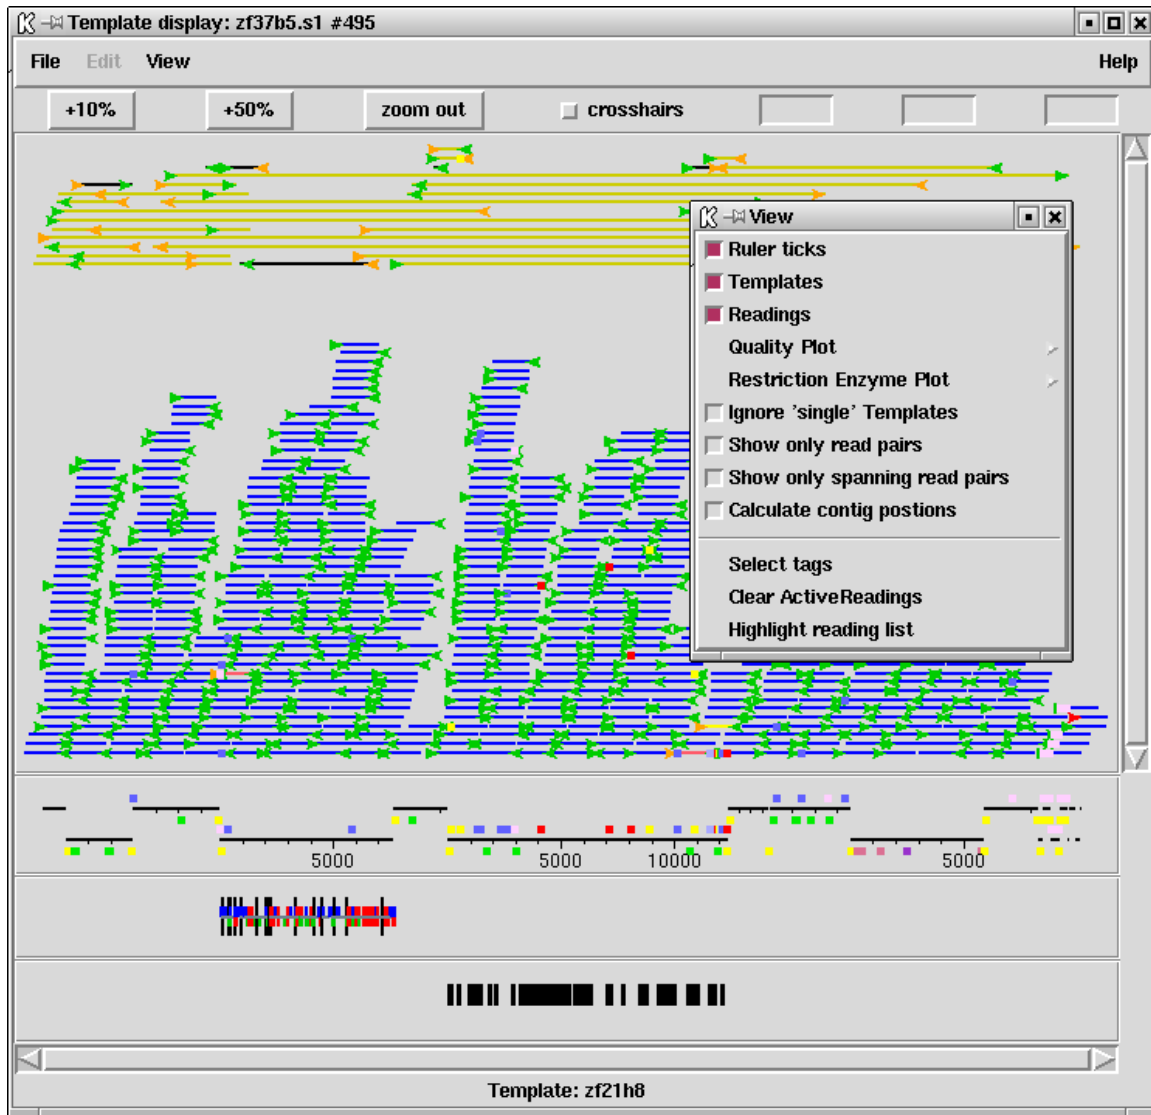 Template display: zf37b5.s1 #495
File Edit View Help
+10% +50% zoom out crosshairs
View
Ruler ticks
Templates
Readings
Quality Plot
Restriction Enzyme Plot
Ignore 'single' Templates
Show only read pairs
Show only spanning read pairs
Calculate contig postions
Select tags
Clear Active Readings
Highlight reading list
5000 5000 10000 5000
Template: zf21h8